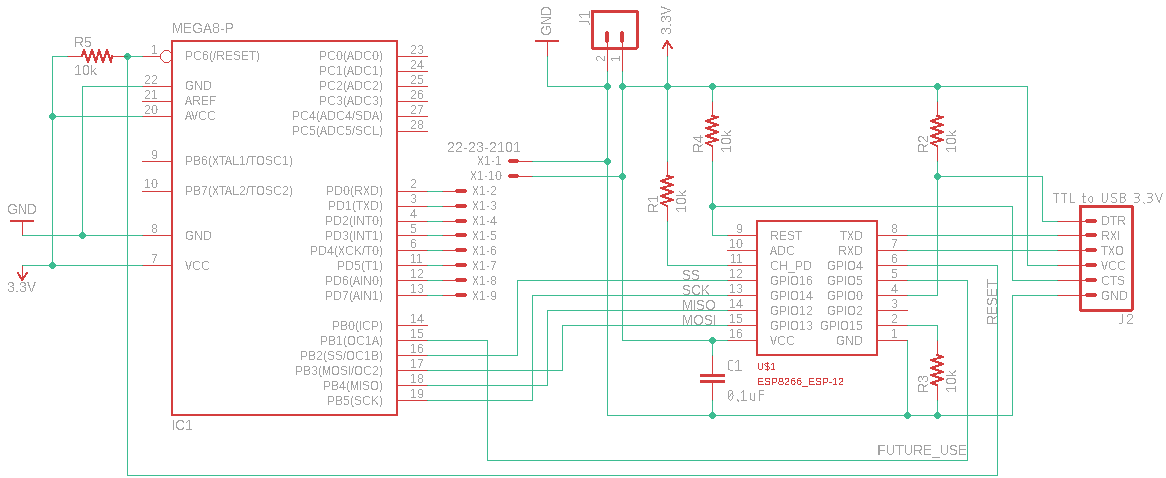 MEGA8-P
R5
10k
1
PC6(/RESET)
22
GND
21
AREF
20
AVCC
9
PB6(XTAL1/TOSC1)
10
PB7(XTAL2/TOSC2)
8
GND
7
VCC
GND
3.3V
PC0(ADC0)
23
PC1(ADC1)
24
PC2(ADC2)
25
PC3(ADC3)
26
PC4(ADC4/SDA)
27
PC5(ADC5/SCL)
28
PD0(RXD)
2
PD1(TXD)
3
PD2(INT0)
4
PD3(INT1)
5
PD4(XCK/T0)
6
PD5(T1)
11
PD6(AIN0)
12
PD7(AIN1)
13
PB0(ICP)
14
PB1(OC1A)
15
PB2(SS/OC1B)
16
PB3(MOSI/OC2)
17
PB4(MISO)
18
PB5(SCK)
19
IC1
22-23-2101
X1-1
X1-10
X1-2
X1-3
X1-4
X1-5
X1-6
X1-7
X1-8
X1-9
GND
J1
2
1
3.3V
R4
10k
R1
10k
R2
10k
SS
SCK
MISO
MOSI
9
REST
10
ADC
11
CH_PD
12
GPIO16
13
GPIO14
14
GPIO12
15
GPIO13
16
VCC
TXD
8
RXD
7
GPIO4
6
GPIO5
5
GPIO0
4
GPIO2
3
GPIO15
2
GND
1
U$1
ESP8266_ESP-12
C1
0.1uF
R3
10k
RESET
FUTURE_USE
TTL to USB 3.3V
DTR
RXI
TXO
VCC
CTS
GND
J2